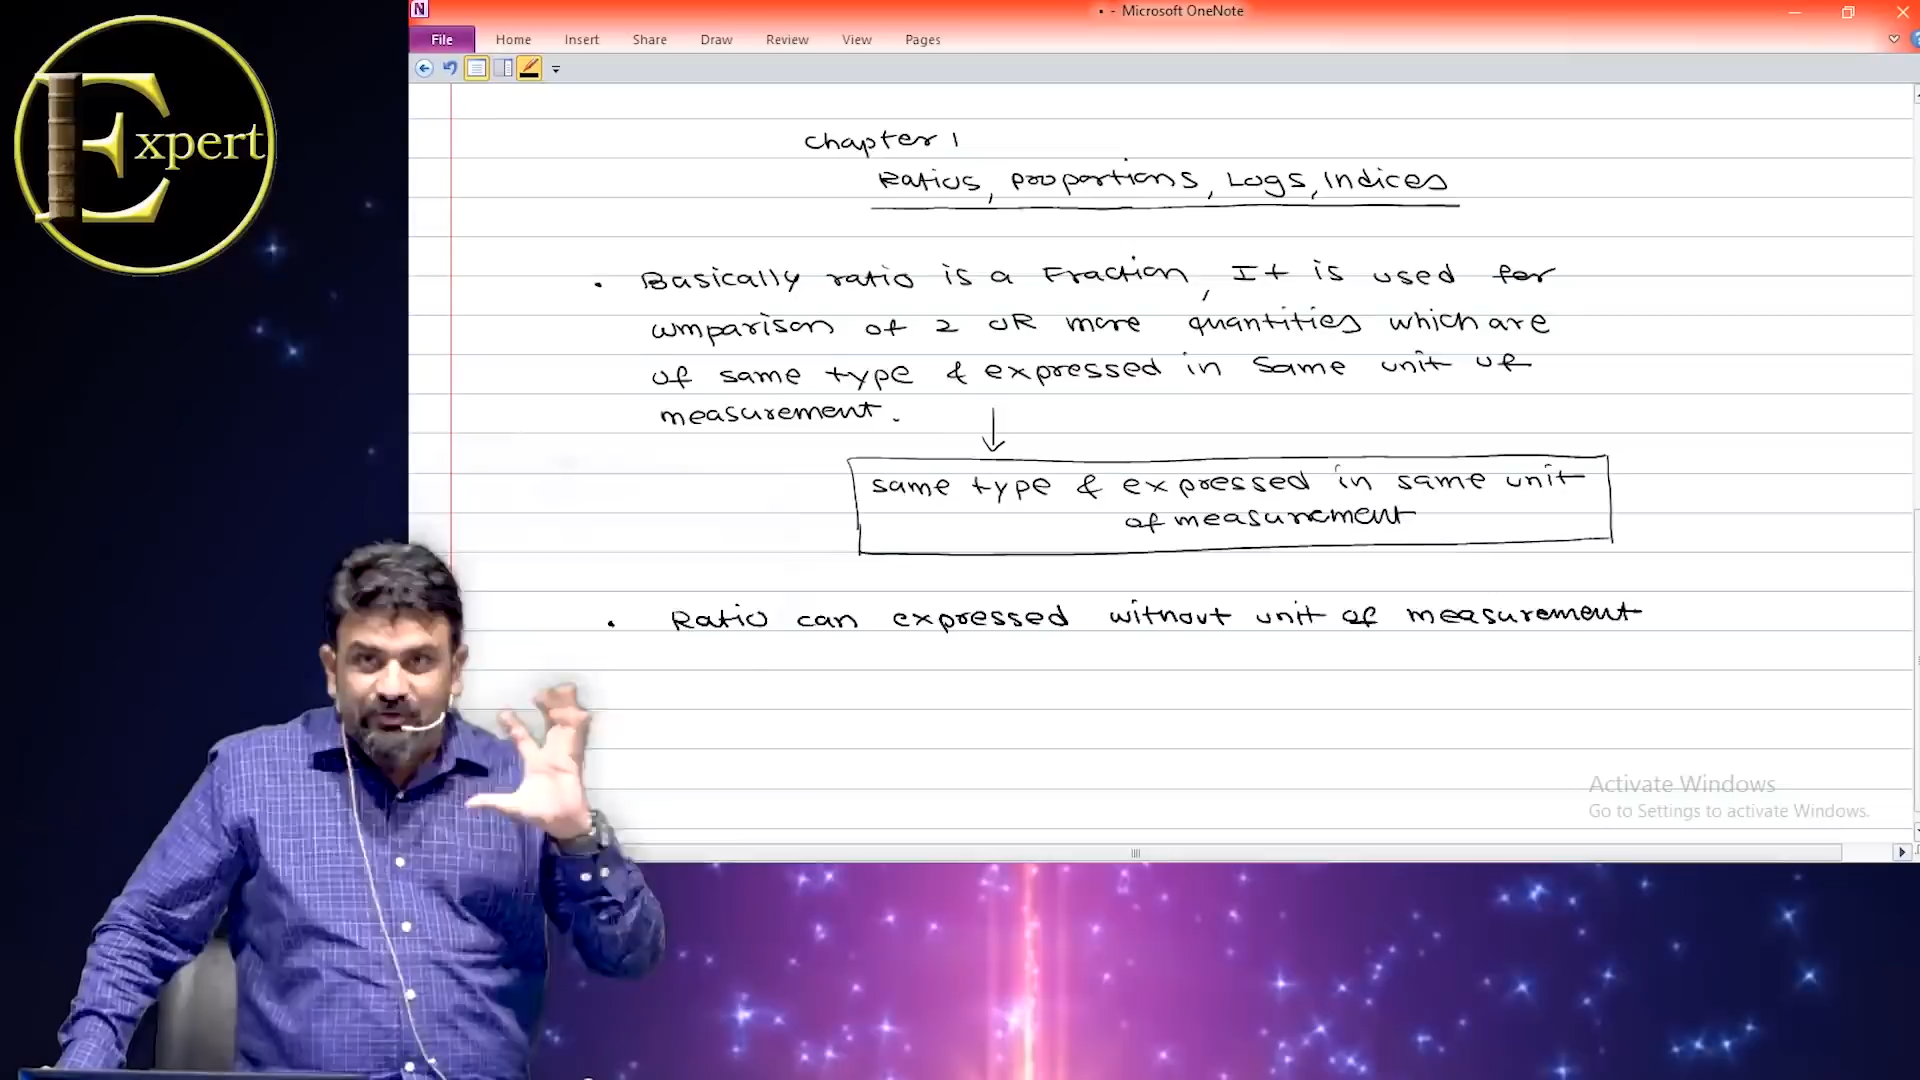 Expert
• - Microsoft OneNote
File Home Insert Share Draw Review View Pages
Chapter 1
Ratios, Proportions, Logs, Indices
. Basically ratio is a Fraction, It is used for
comparison of 2 OR more quantities which are
of same type & expressed in same unit of
measurement.
same type & expressed in same unit
of measurement
. Ratio can expressed without unit of measurement
Activate Windows
Go to Settings to activate Windows.